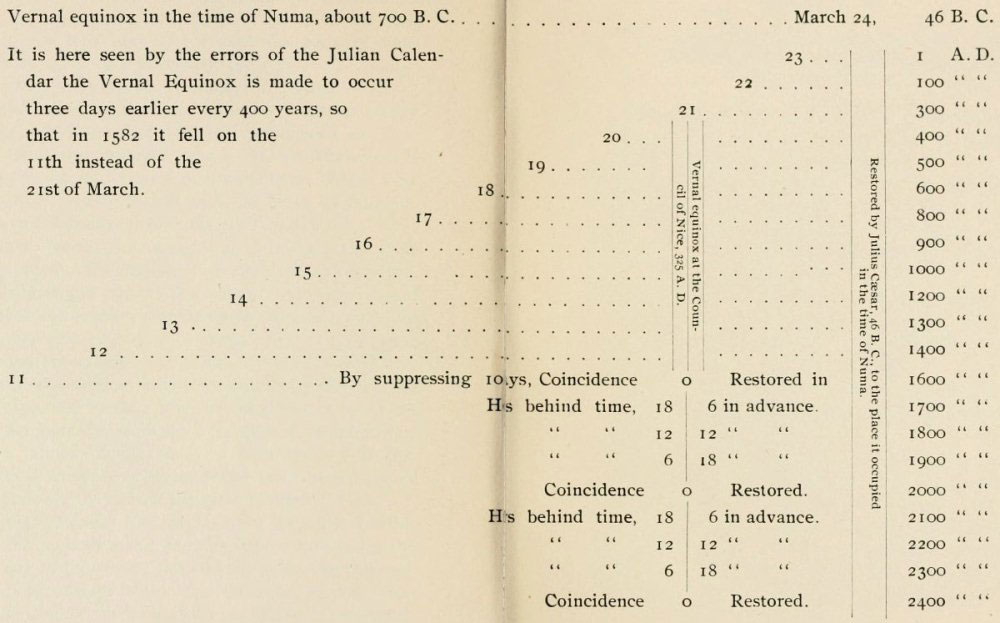 Vernal equinox in the time of Numa, about 700 B. C. . . . . . . . . . . . . . . . . . . . . . March 24, 46 B. C.
It is here seen by the errors of the Julian Calen- 23 . . . 1 A. D.
dar the Vernal Equinox is made to occur 22 . . . . . . 100 “ “
three days earlier every 400 years, so 21 . . . . . . . . . . 300 “ “
that in 1582 it fell on the 20 . . . 400 “ “
11th instead of the 19 . . . . . . . 500 “ “
21st of March. 18 . . . . . . . . . . 600 “ “
17 . . . . 800 “ “
16 . . . . 900 “ “
15 . . . . 1000 “ “
14 . . . . 1200 “ “
13 . . . . 1300 “ “
12 . . . . 1400 “ “
Vernal equinox at the Coun-
cil of Nice, 325 A. D.
Restored by Julius Cæsar, 46 B. C., to the place it occupied
in the time of Numa.
11 . . . . . . . . . . . . . . . . . . . . . . . By suppressing 10 ys, Coincidence 0 Restored in 1600 “ “
H s behind time, 18 6 in advance. 1700 “ “
“ “ 12 12 “ “ 1800 “ “
“ “ 6 18 “ “ 1900 “ “
Coincidence 0 Restored. 2000 “ “
H s behind time, 18 6 in advance. 2100 “ “
“ “ 12 12 “ “ 2200 “ “
“ “ 6 18 “ “ 2300 “ “
Coincidence 0 Restored. 2400 “ “